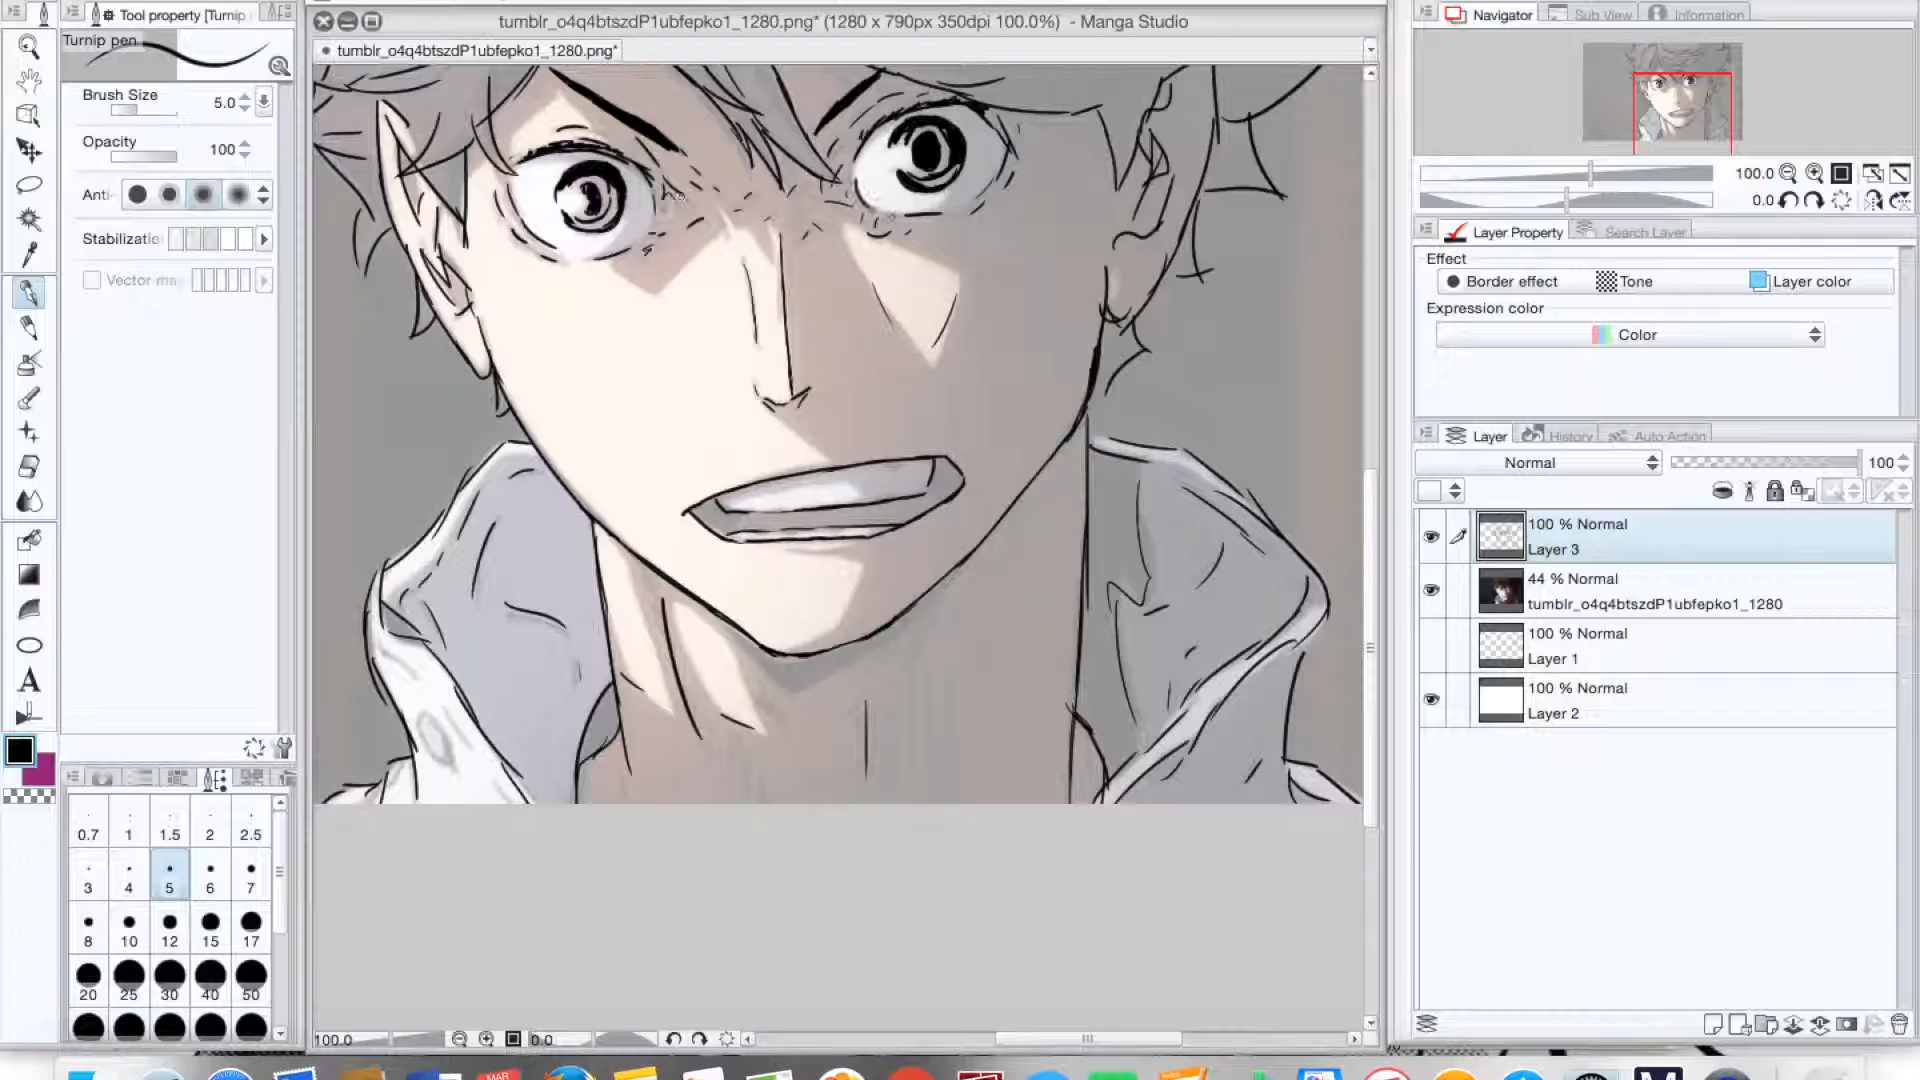 Tool property [Turnip
tumblr_o4q4btszdP1ubfepko1_1280.png* (1280 x 790px 350dpi 100.0%) - Manga Studio
Navigator
Sub View
Information
tumblr_o4q4btszdP1ubfepko1_1280.png*
Turnip pen
Brush Size
5.0
Opacity
100
Anti-
Stabilizatio
Vector
100.0
0.0
Layer Property
Search Layer
Effect
Border effect
Tone
Layer color
Expression color
Color
Layer
History
Auto Action
Normal
100
100 % Normal
Layer 3
44 % Normal
tumblr_o4q4btszdP1ubfepko1_1280
100 % Normal
Layer 1
100 % Normal
Layer 2
A
0.7 1 1.5 2 2.5
3 4 5 6 7
8 10 12 15 17
20 25 30 40 50
100.0
0.0
MAR